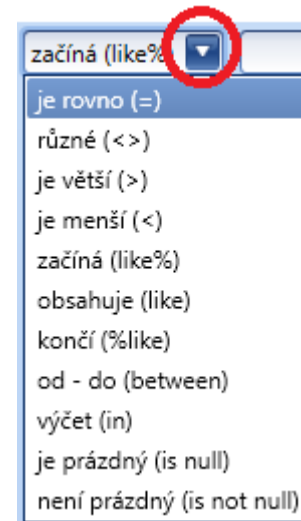 začíná (like%
je rovno (=)
různé (<>)
je větší (>)
je menší (<)
začíná (like%)
obsahuje (like)
končí (%like)
od - do (between)
výčet (in)
je prázdný (is null)
není prázdný (is not null)